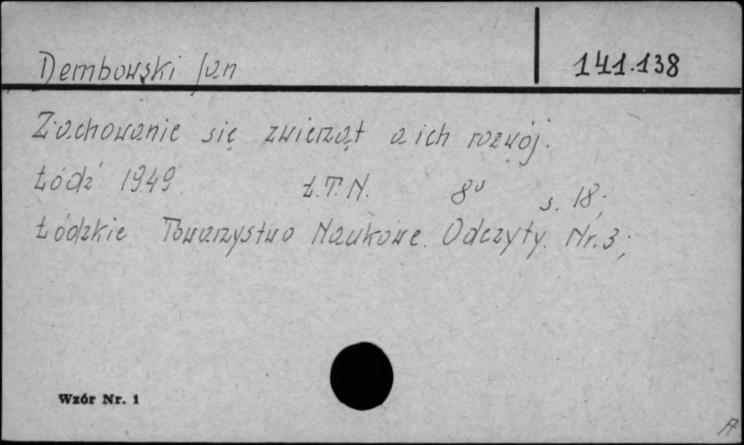 Dembowski Jan
141.138
Zachowanie się zwierząt a ich rozwój.
Łódź 1949 Ł.T.N. 8° s. 18;
Łódzkie Towarzystwo Naukowe. Odczyty. Nr. 3;
Wzór Nr. 1